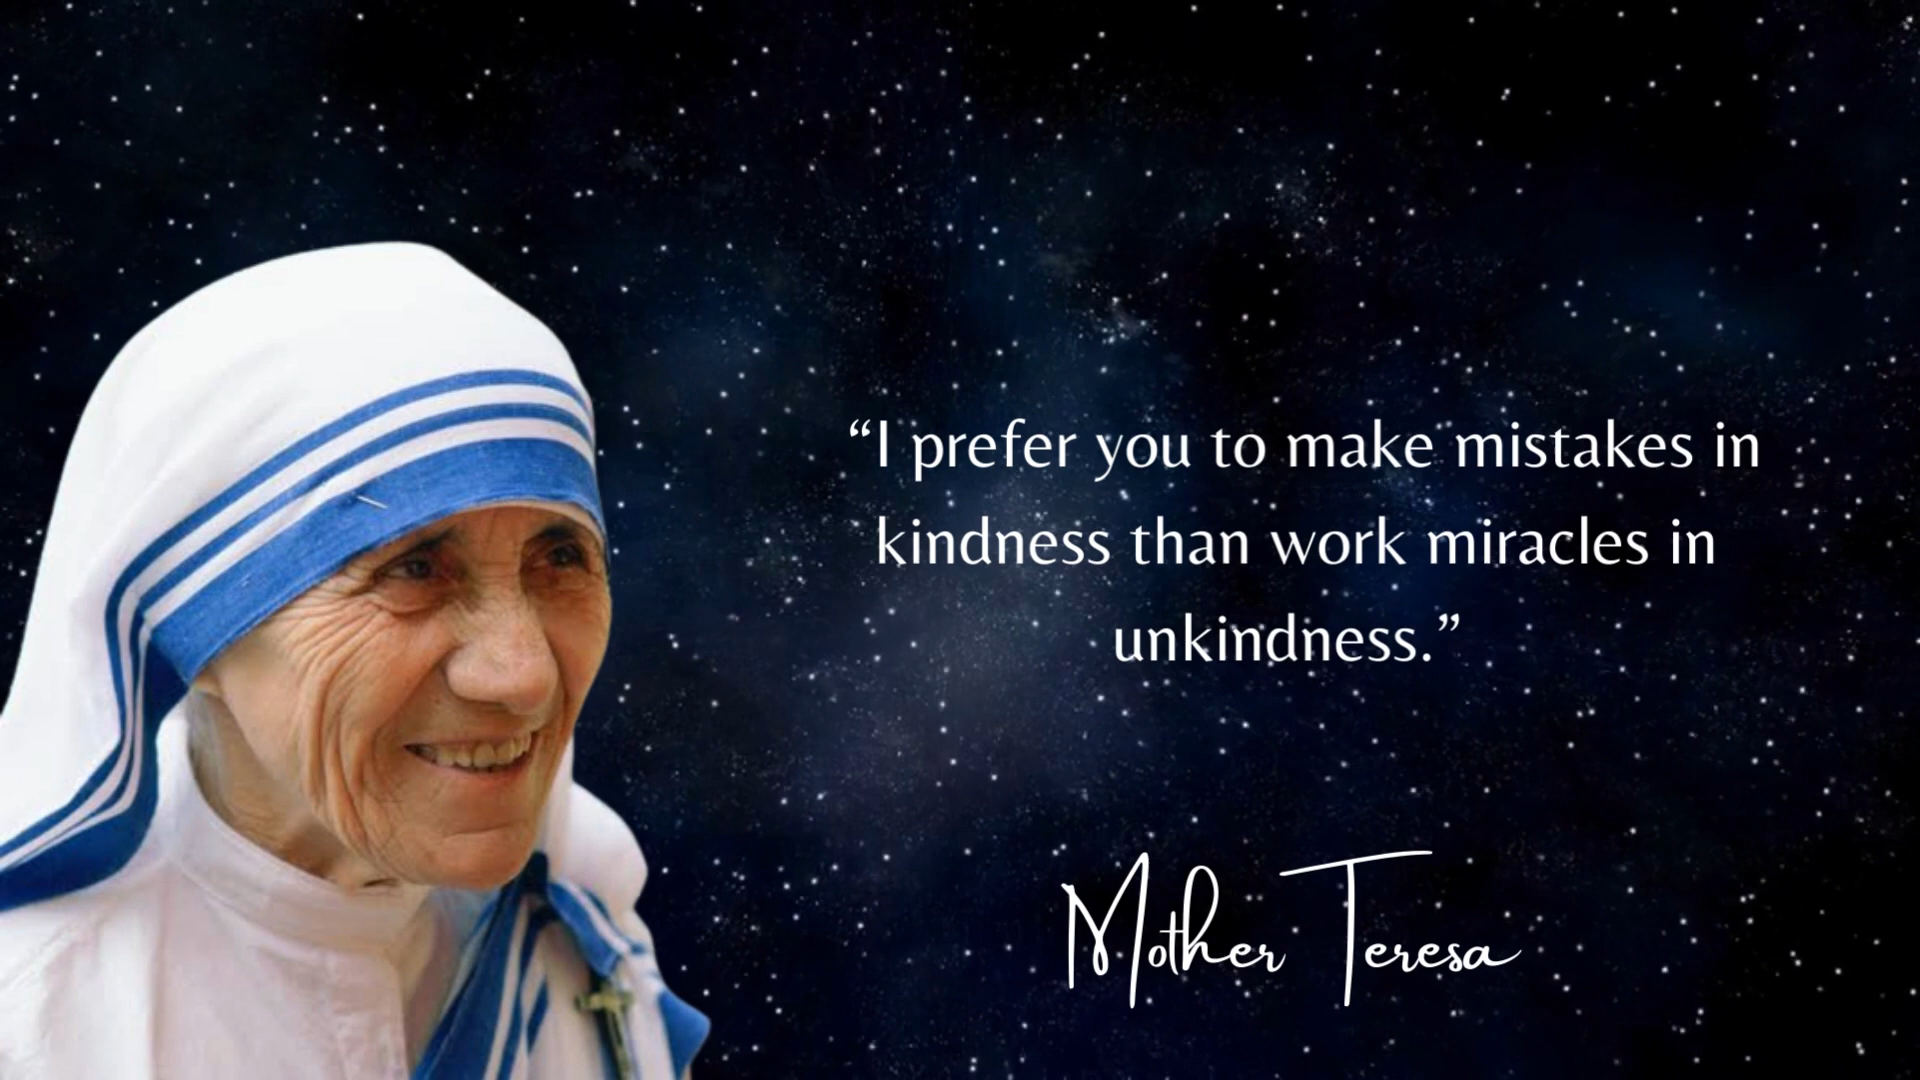 “I prefer you to make mistakes in
kindness than work miracles in
unkindness.”
Mother Teresa